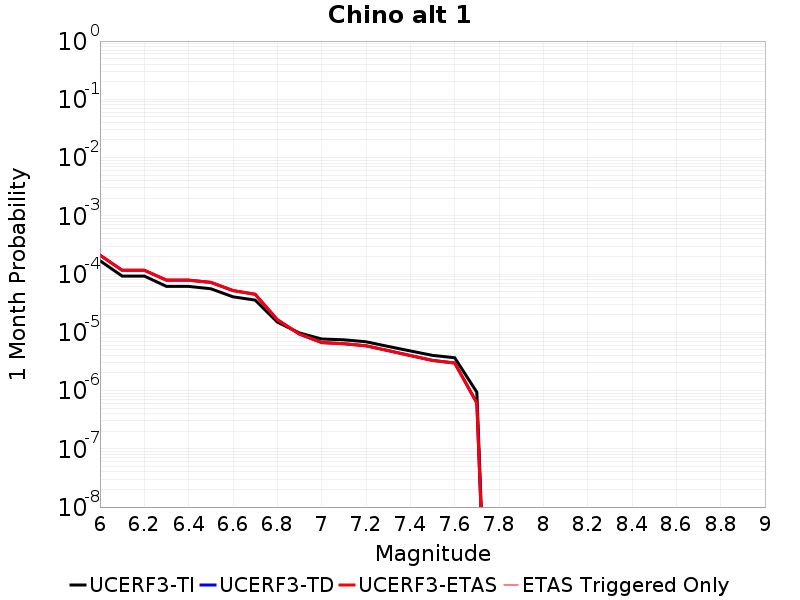 Chino alt 1
1 Month Probability
10^0
10^-1
10^-2
10^-3
10^-4
10^-5
10^-6
10^-7
10^-8
6 6.2 6.4 6.6 6.8 7 7.2 7.4 7.6 7.8 8 8.2 8.4 8.6 8.8 9
Magnitude
UCERF3-TI UCERF3-TD UCERF3-ETAS ETAS Triggered Only